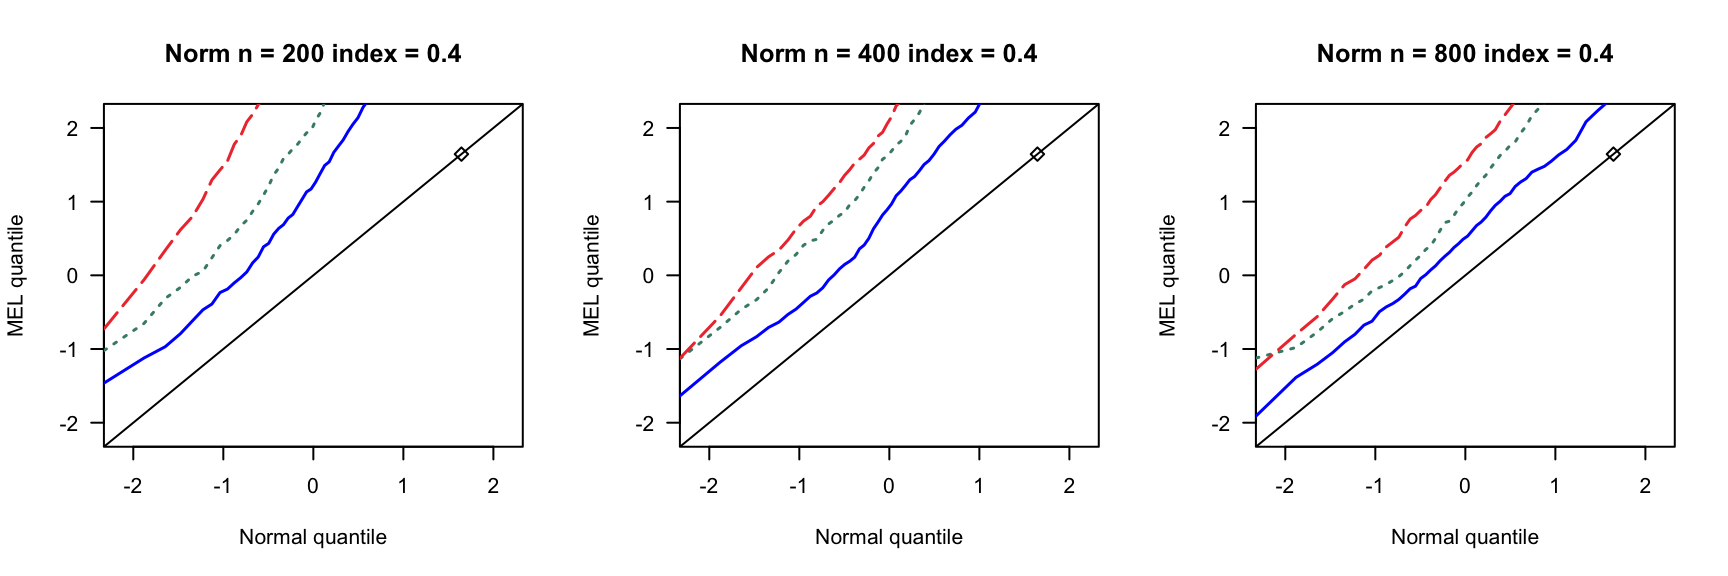 Norm n = 200 index = 0.4
MEL quantile
2
1
0
-1
-2
-2 -1 0 1 2
Normal quantile
Norm n = 400 index = 0.4
MEL quantile
2
1
0
-1
-2
-2 -1 0 1 2
Normal quantile
Norm n = 800 index = 0.4
MEL quantile
2
1
0
-1
-2
-2 -1 0 1 2
Normal quantile